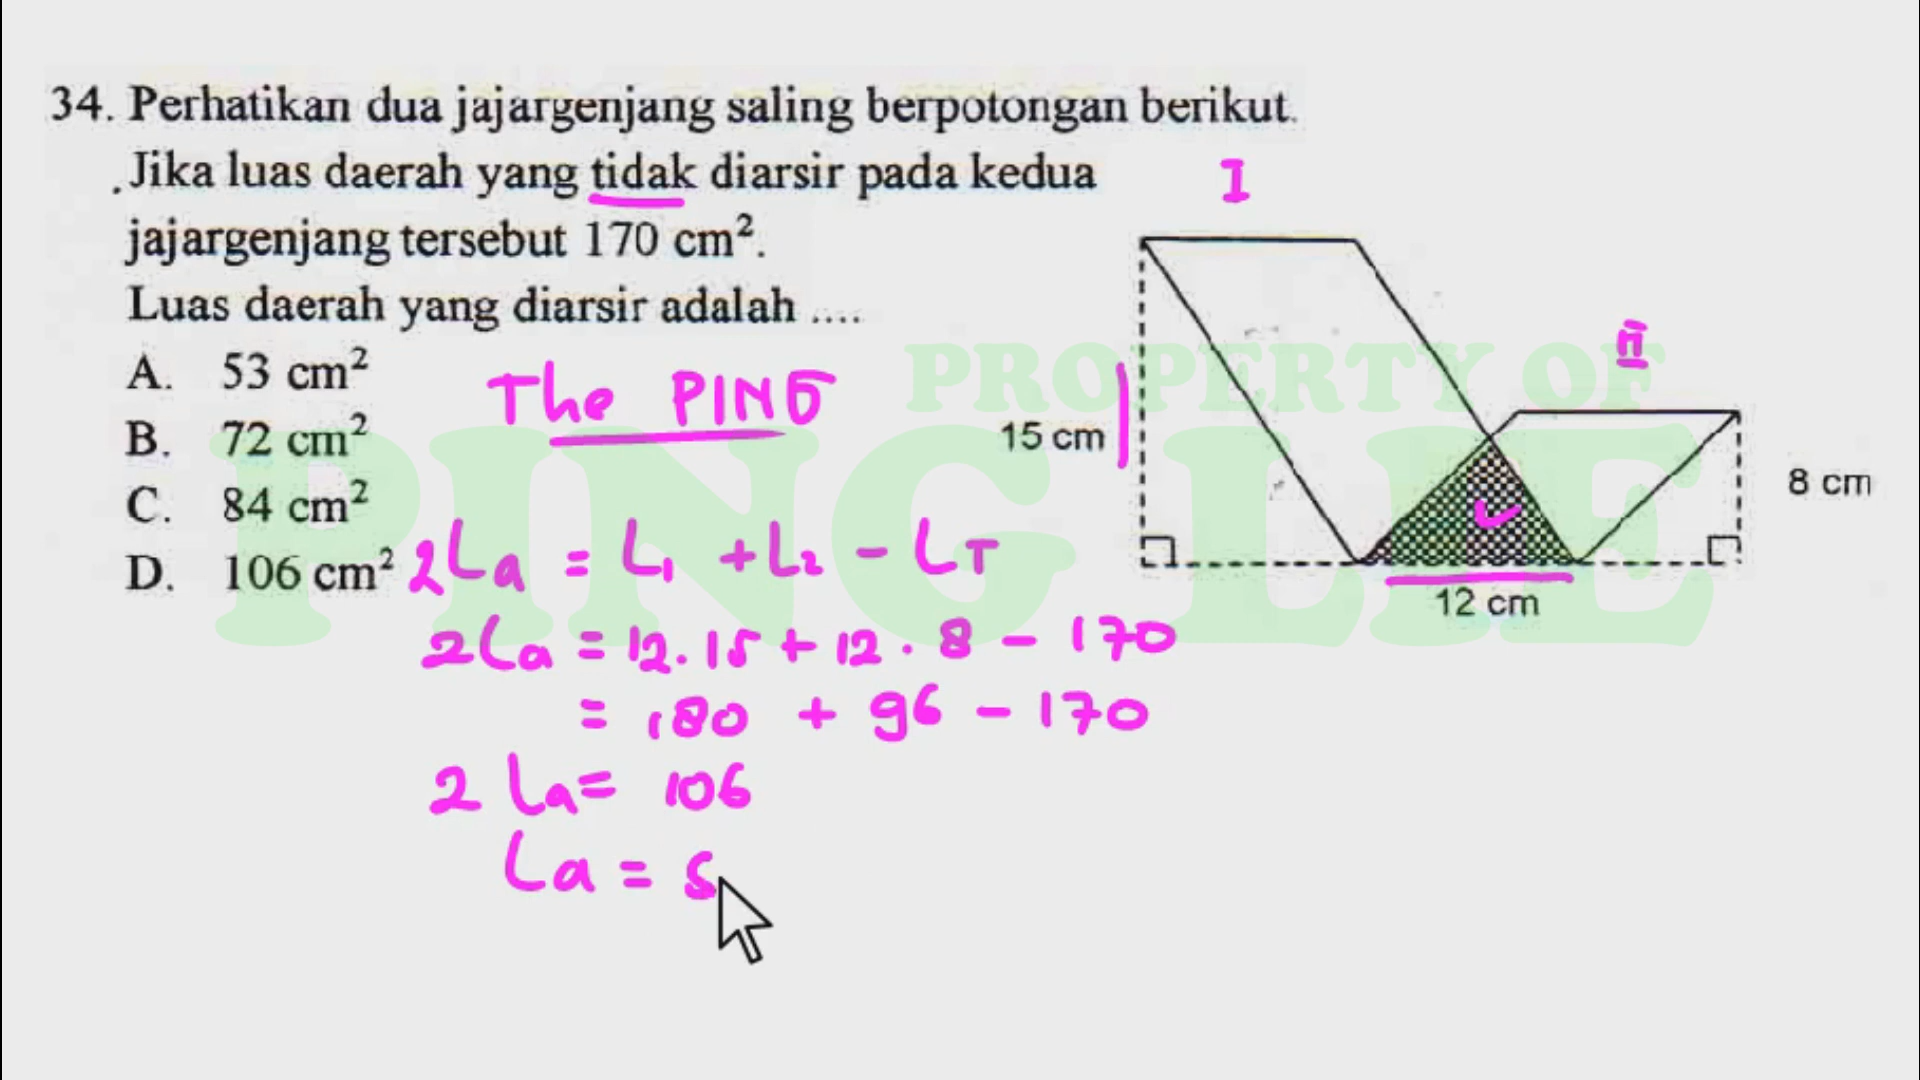 34. Perhatikan dua jajargenjang saling berpotongan berikut.
Jika luas daerah yang tidak diarsir pada kedua
jajargenjang tersebut 170 cm².
Luas daerah yang diarsir adalah ....
A. 53 cm²
B. 72 cm²
C. 84 cm²
D. 106 cm²
The PING
I
II
15 cm
8 cm
12 cm
PROPERTY OF
PING LIE
2La = L₁ + L₂ - LT
2La = 12.15 + 12 . 8 - 170
= 180 + 96 - 170
2 La = 106
La = 5